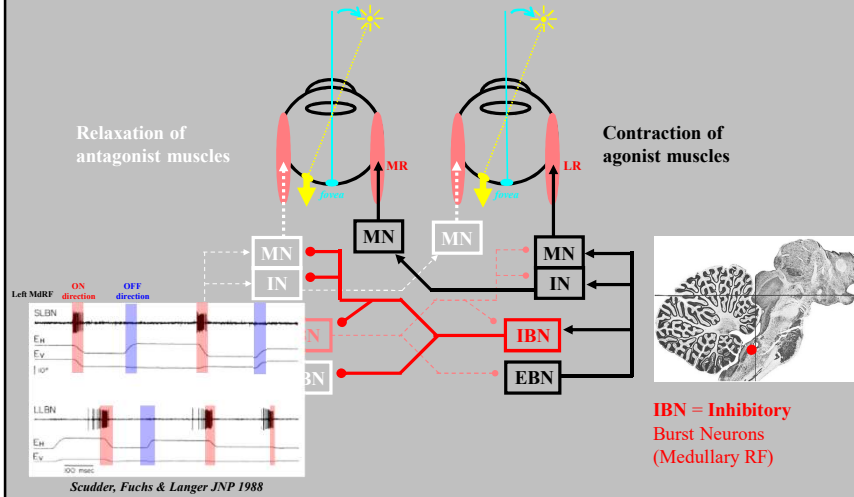 Relaxation of
antagonist muscles
Contraction of
agonist muscles
MR
LR
fovea
fovea
MN
MN
MN
IN
MN
IN
BN
IBN
BN
EBN
Left MdRF
ON
direction
OFF
direction
SLBN
EH
EV
10°
LLBN
EH
EV
100 msec
Scudder, Fuchs & Langer JNP 1988
IBN = Inhibitory
Burst Neurons
(Medullary RF)